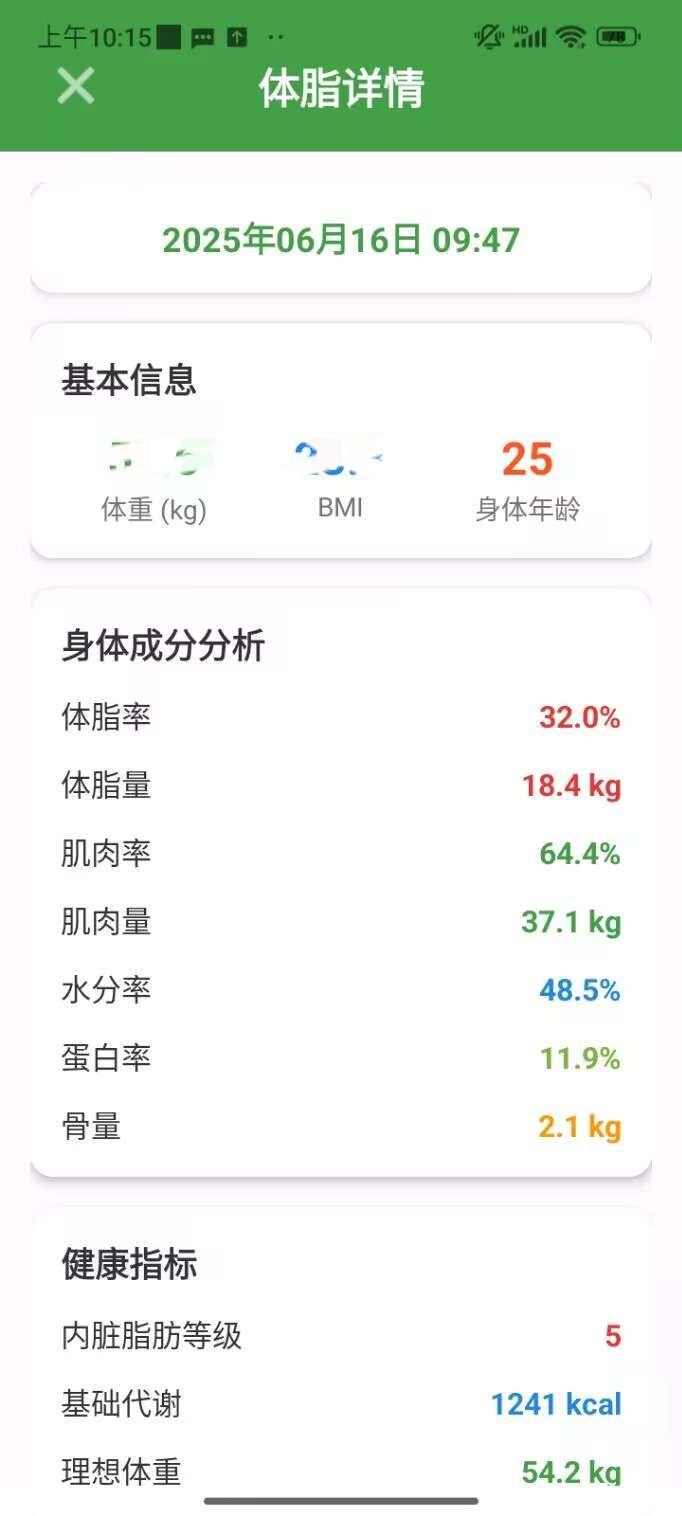 上午10:15
HD
体脂详情
2025年06月16日 09:47
基本信息
25
体重 (kg)
BMI
身体年龄
身体成分分析
体脂率
32.0%
体脂量
18.4 kg
肌肉率
64.4%
肌肉量
37.1 kg
水分率
48.5%
蛋白率
11.9%
骨量
2.1 kg
健康指标
内脏脂肪等级
5
基础代谢
1241 kcal
理想体重
54.2 kg